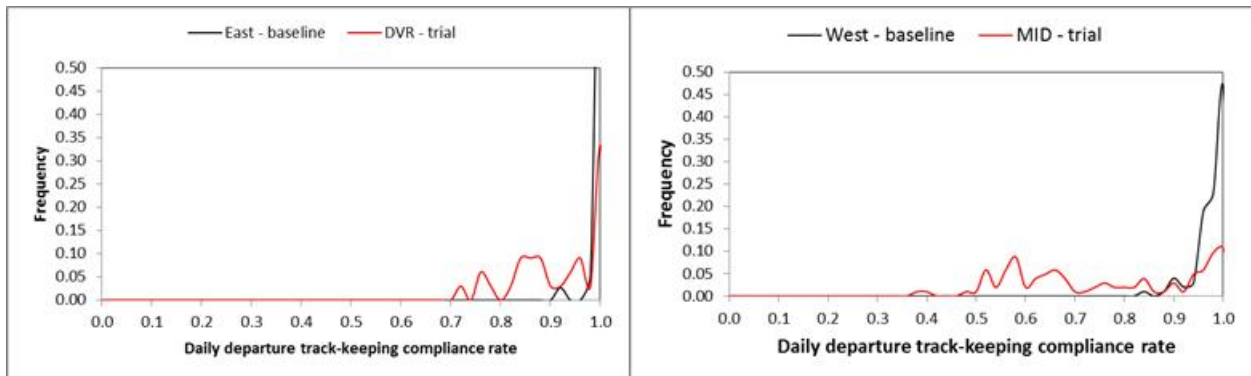 East - baseline DVR - trial
0.50
0.45
0.40
0.35
0.30
0.25
0.20
0.15
0.10
0.05
0.00
Frequency
0.0 0.1 0.2 0.3 0.4 0.5 0.6 0.7 0.8 0.9 1.0
Daily departure track-keeping compliance rate
West - baseline MID - trial
0.50
0.45
0.40
0.35
0.30
0.25
0.20
0.15
0.10
0.05
0.00
Frequency
0.0 0.1 0.2 0.3 0.4 0.5 0.6 0.7 0.8 0.9 1.0
Daily departure track-keeping compliance rate